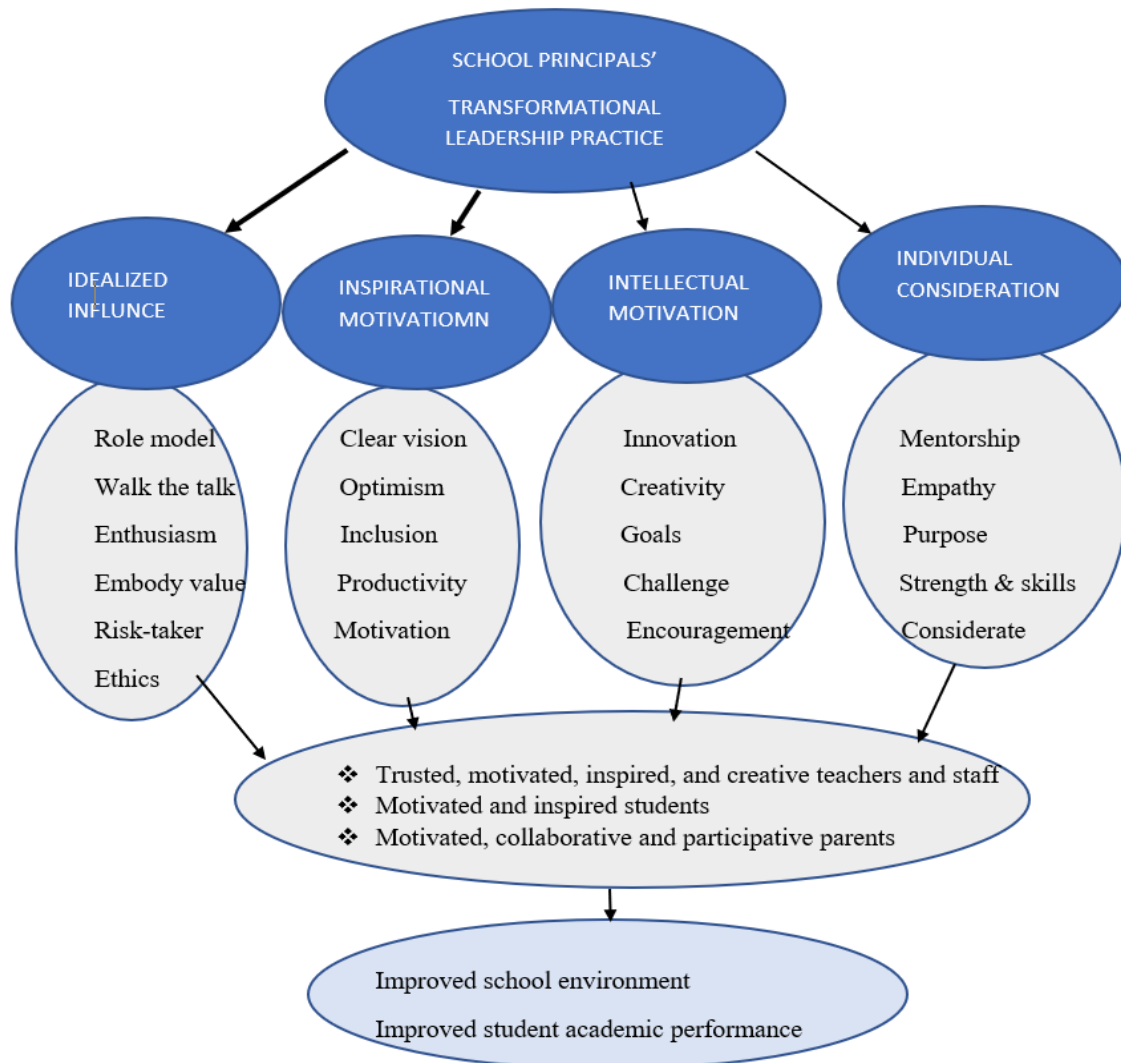 SCHOOL PRINCIPALS'
TRANSFORMATIONAL
LEADERSHIP PRACTICE
IDEALIZED
INFLUNCE
INSPIRATIONAL
MOTIVATIOMN
INTELLECTUAL
MOTIVATION
INDIVIDUAL
CONSIDERATION
Role model
Walk the talk
Enthusiasm
Embody value
Risk-taker
Ethics
Clear vision
Optimism
Inclusion
Productivity
Motivation
Innovation
Creativity
Goals
Challenge
Encouragement
Mentorship
Empathy
Purpose
Strength & skills
Considerate
❖ Trusted, motivated, inspired, and creative teachers and staff
❖ Motivated and inspired students
❖ Motivated, collaborative and participative parents
Improved school environment
Improved student academic performance